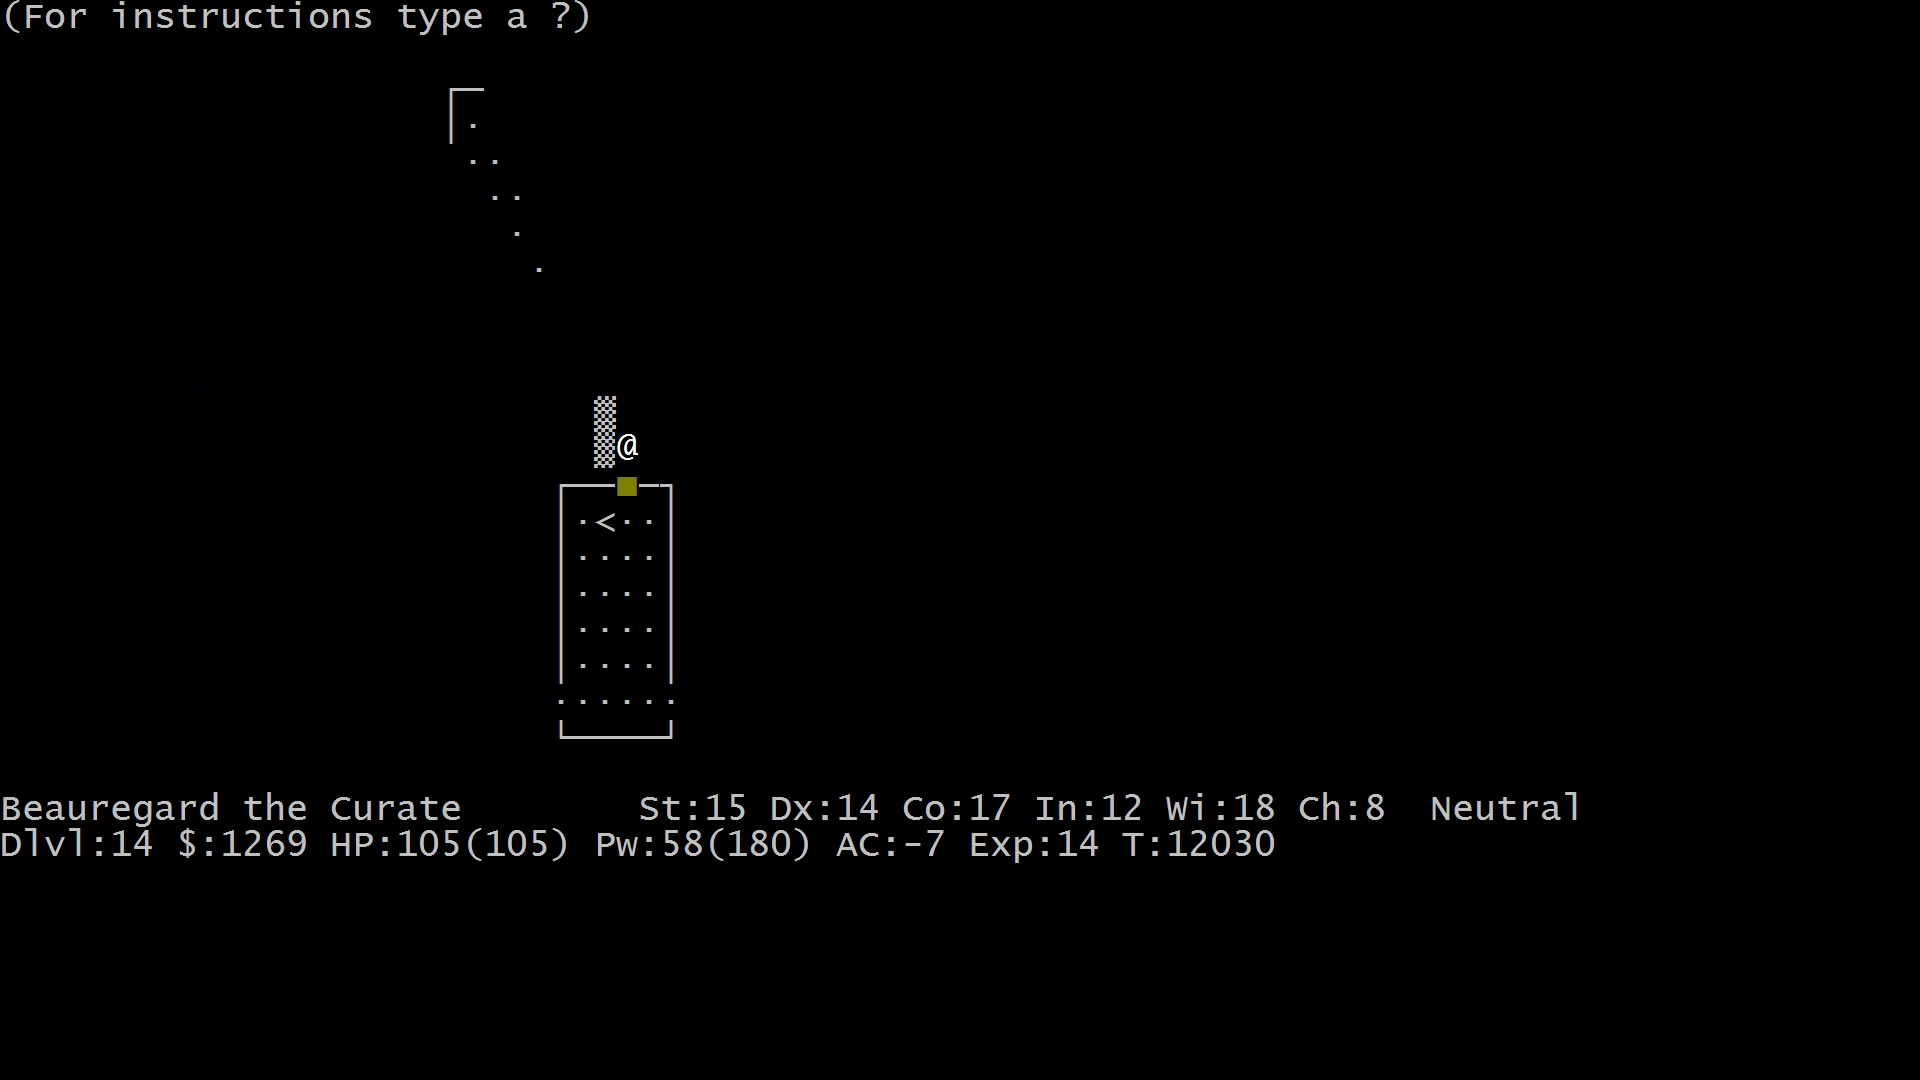 (For instructions type a ?)
@
<
Beauregard the Curate St:15 Dx:14 Co:17 In:12 Wi:18 Ch:8 Neutral
Dlvl:14 $:1269 HP:105(105) Pw:58(180) AC:-7 Exp:14 T:12030